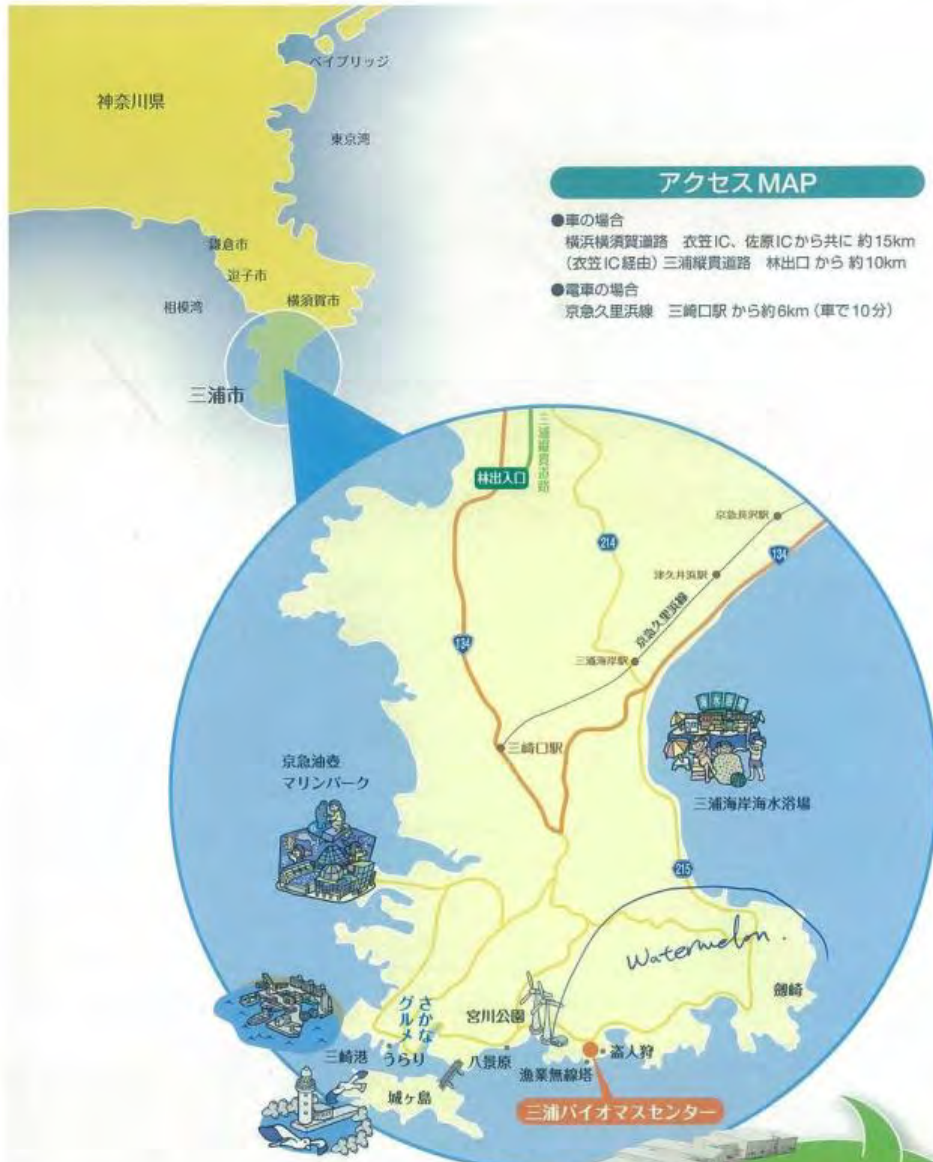 ベイブリッジ
神奈川県
東京湾
鎌倉市
逗子市
相模湾
横須賀市
三浦市
アクセスMAP
●車の場合
横浜横須賀道路 衣笠IC、佐原ICから共に 約15km
(衣笠IC経由) 三浦縦貫道路 林出口 から 約10km
●電車の場合
京急久里浜線 三崎口駅 から約6km (車で10分)
三浦縦貫道路
林出入口
京急長沢駅
214
134
津久井浜駅
京急久里浜線
134
三浦海岸駅
三崎口駅
京急油壺
マリンパーク
三浦海岸海水浴場
215
Watermelon.
剱崎
さかな
グルメ
宮川公園
三崎港
うらり
八景原
盗人狩
漁業無線塔
城ヶ島
三浦バイオマスセンター